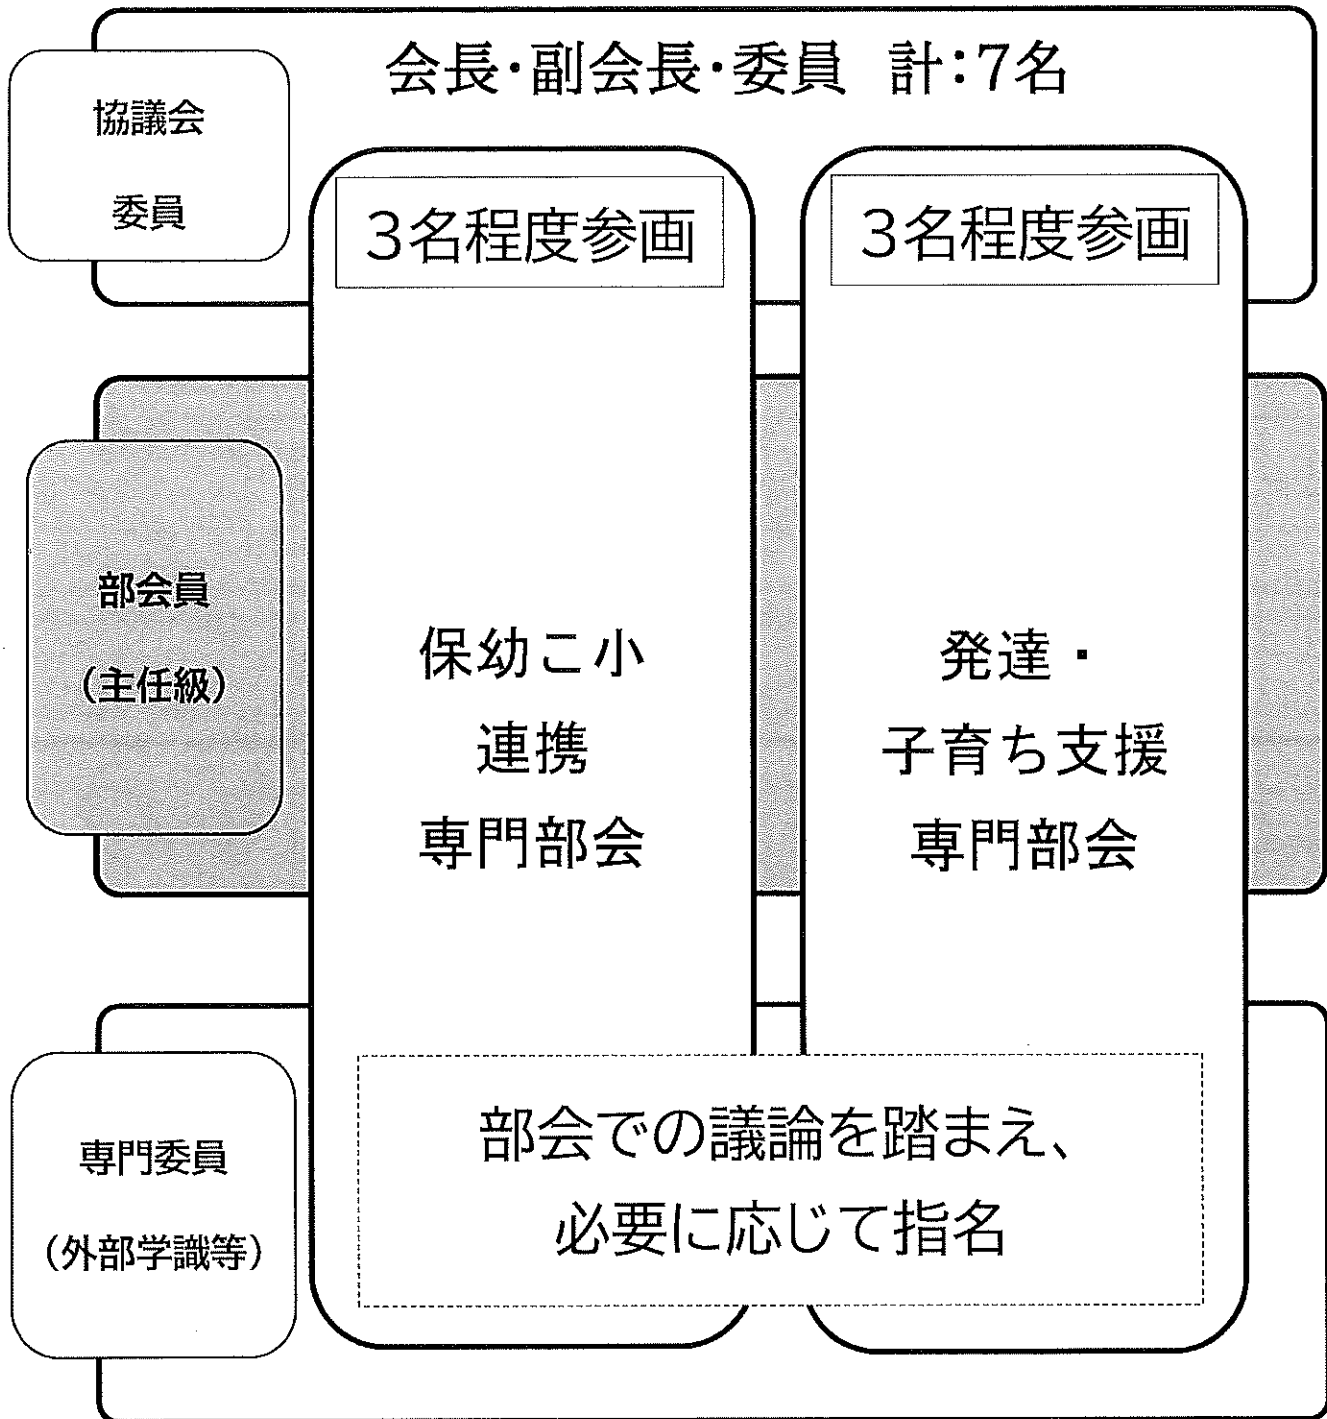 会長・副会長・委員 計：7名
協議会
委員
３名程度参画
３名程度参画
部会員
（主任級）
保幼こ小
連携
専門部会
発達・
子育ち支援
専門部会
専門委員
（外部学識等）
部会での議論を踏まえ、
必要に応じて指名